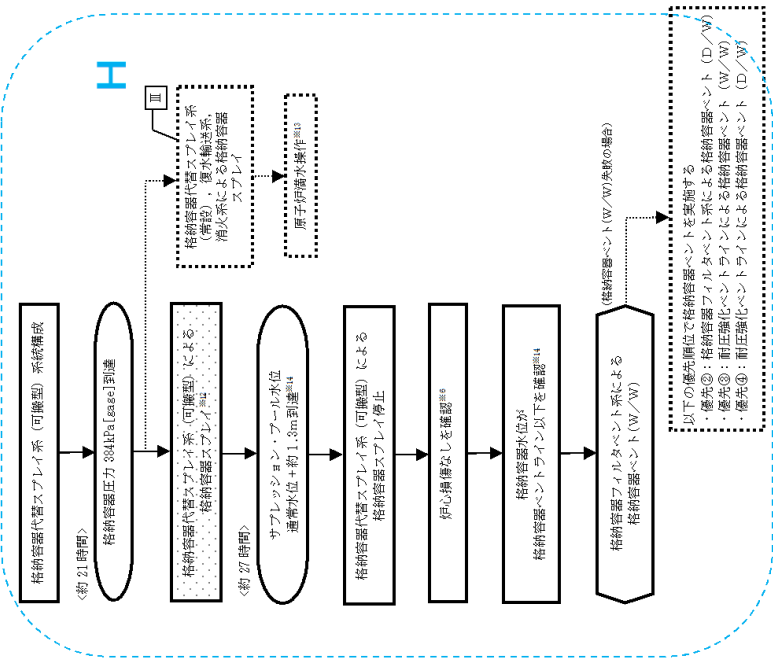 H
格納容器代替スプレイ系（可搬型）系統構成
<約 21 時間>
格納容器圧力 384kPa[gage]到達
Ⅲ
格納容器代替スプレイ系
（常設），復水輸送系，
消火系による格納容器
スプレイ
原子炉満水操作※13
格納容器代替スプレイ系（可搬型）による
格納容器スプレイ※12
<約 27 時間>
サプレッション・プール水位
通常水位＋約 1.3m到達※14
格納容器代替スプレイ系（可搬型）による
格納容器スプレイ停止
炉心損傷なしを確認※6
格納容器水位が
格納容器ベントライン以下を確認※14
格納容器フィルタベント系による
格納容器ベント(W／W)
(格納容器ベント(W／W)失敗の場合)
以下の優先順位で格納容器ベントを実施する
・優先②：格納容器フィルタベント系による格納容器ベント（D／W）
・優先③：耐圧強化ベントラインによる格納容器ベント（W／W）
・優先④：耐圧強化ベントラインによる格納容器ベント（D／W）